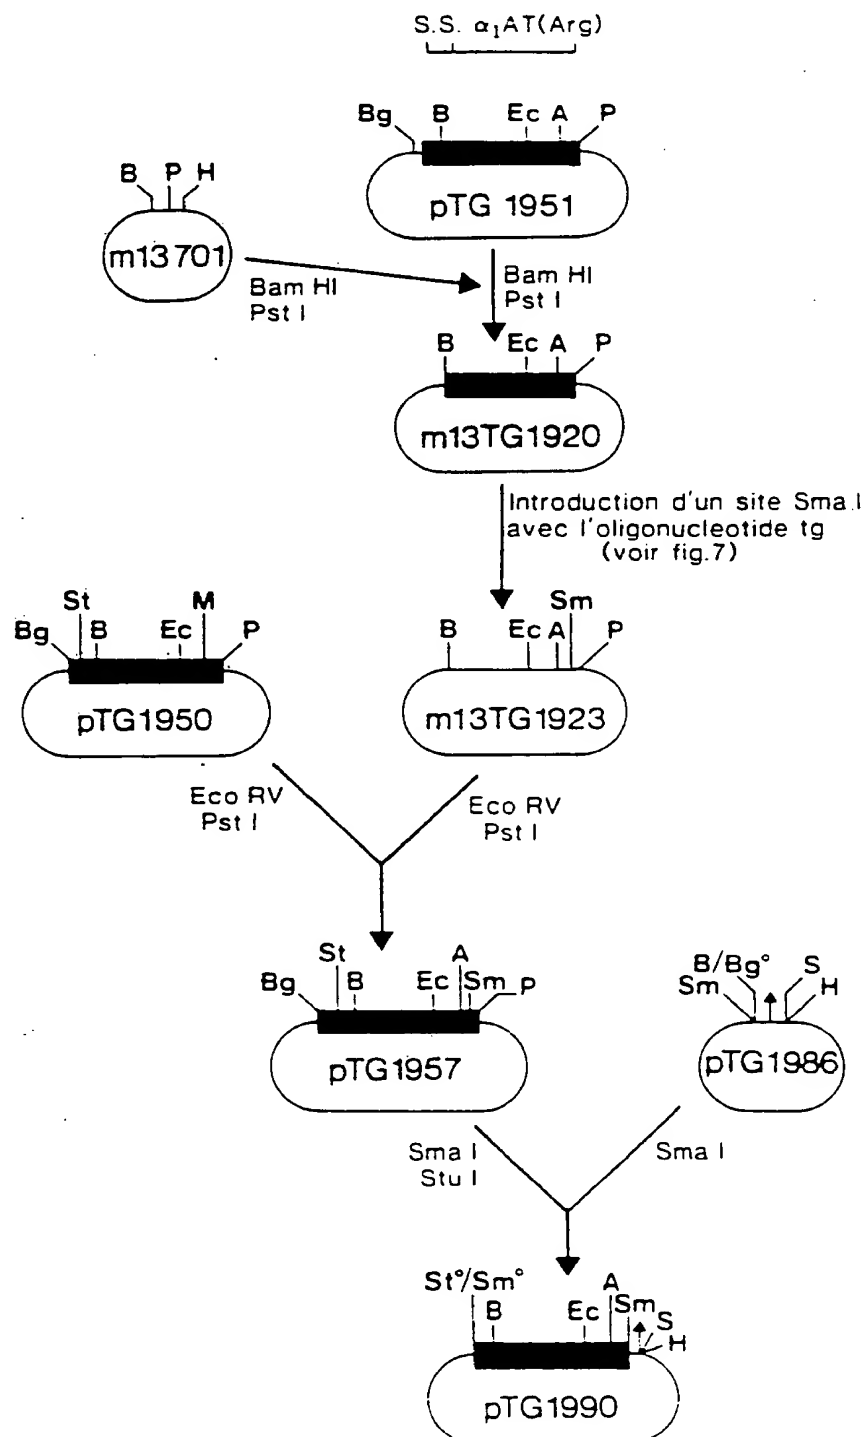 S.S. α₁AT(Arg)
Bg B Ec A P
pTG 1951
B P H
m13701
Bam HI
Pst I
Bam HI
Pst I
B Ec A P
m13TG1920
Introduction d'un site Sma I
avec l'oligonucleotide tg
(voir fig.7)
St M
Bg B Ec P
pTG1950
Sm
B Ec A P
m13TG1923
Eco RV
Pst I
Eco RV
Pst I
St A
Bg B Ec Sm P
pTG1957
B/Bg° S
Sm H
pTG1986
Sma I
Stu I
Sma I
St°/Sm° A
B Ec Sm S
H
pTG1990